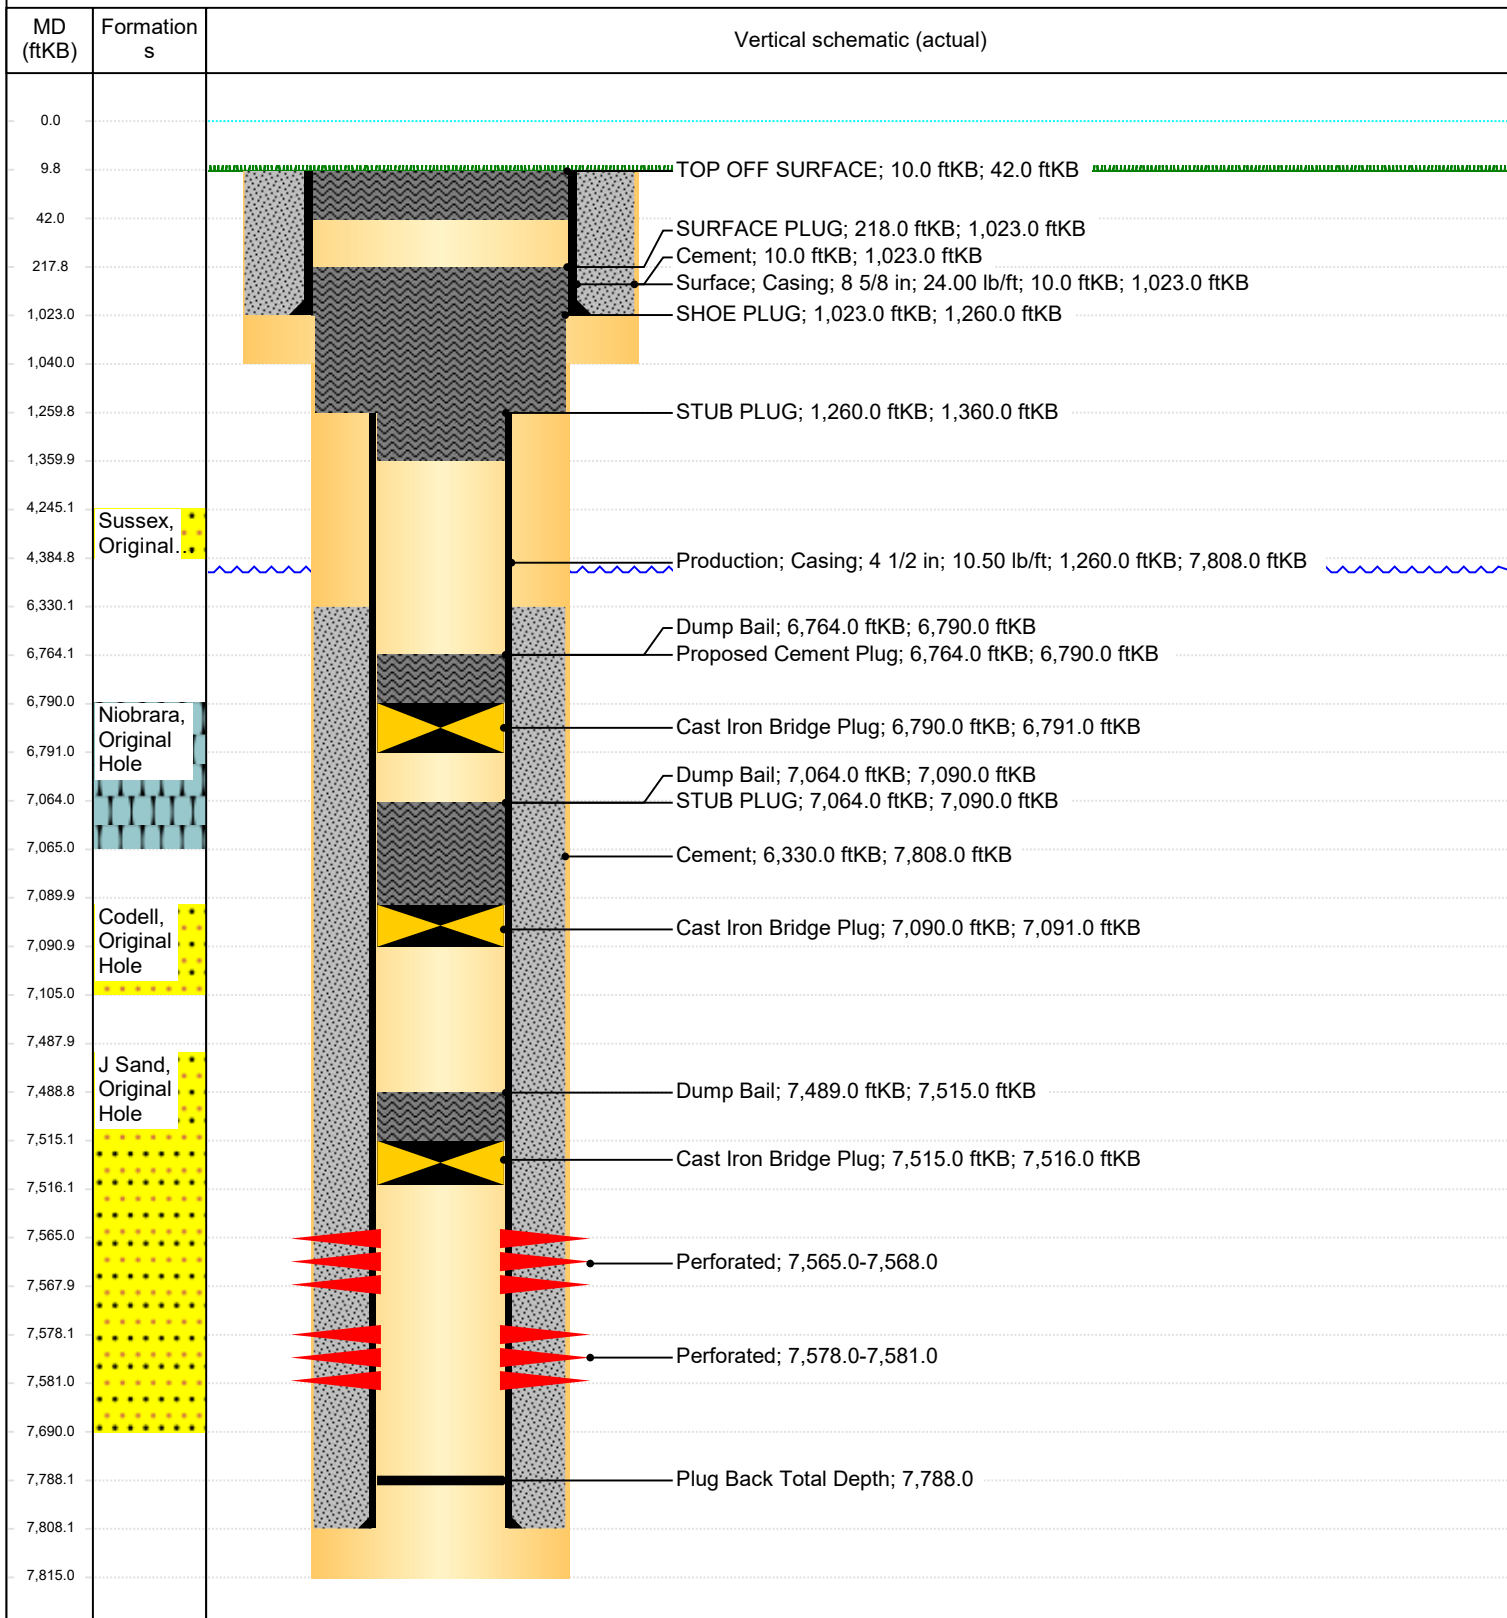 MD
(ftKB)
Formation
s
Vertical schematic (actual)
0.0
9.8
TOP OFF SURFACE; 10.0 ftKB; 42.0 ftKB
42.0
SURFACE PLUG; 218.0 ftKB; 1,023.0 ftKB
Cement; 10.0 ftKB; 1,023.0 ftKB
217.8
Surface; Casing; 8 5/8 in; 24.00 lb/ft; 10.0 ftKB; 1,023.0 ftKB
1,023.0
SHOE PLUG; 1,023.0 ftKB; 1,260.0 ftKB
1,040.0
1,259.8
STUB PLUG; 1,260.0 ftKB; 1,360.0 ftKB
1,359.9
4,245.1
Sussex,
Original...
4,384.8
Production; Casing; 4 1/2 in; 10.50 lb/ft; 1,260.0 ftKB; 7,808.0 ftKB
6,330.1
Dump Bail; 6,764.0 ftKB; 6,790.0 ftKB
6,764.1
Proposed Cement Plug; 6,764.0 ftKB; 6,790.0 ftKB
6,790.0
Niobrara,
Original
Hole
Cast Iron Bridge Plug; 6,790.0 ftKB; 6,791.0 ftKB
6,791.0
Dump Bail; 7,064.0 ftKB; 7,090.0 ftKB
7,064.0
STUB PLUG; 7,064.0 ftKB; 7,090.0 ftKB
7,065.0
Cement; 6,330.0 ftKB; 7,808.0 ftKB
7,089.9
Codell,
Original
Hole
Cast Iron Bridge Plug; 7,090.0 ftKB; 7,091.0 ftKB
7,090.9
7,105.0
7,487.9
J Sand,
Original
Hole
7,488.8
Dump Bail; 7,489.0 ftKB; 7,515.0 ftKB
7,515.1
Cast Iron Bridge Plug; 7,515.0 ftKB; 7,516.0 ftKB
7,516.1
7,565.0
Perforated; 7,565.0-7,568.0
7,567.9
7,578.1
Perforated; 7,578.0-7,581.0
7,581.0
7,690.0
7,788.1
Plug Back Total Depth; 7,788.0
7,808.1
7,815.0